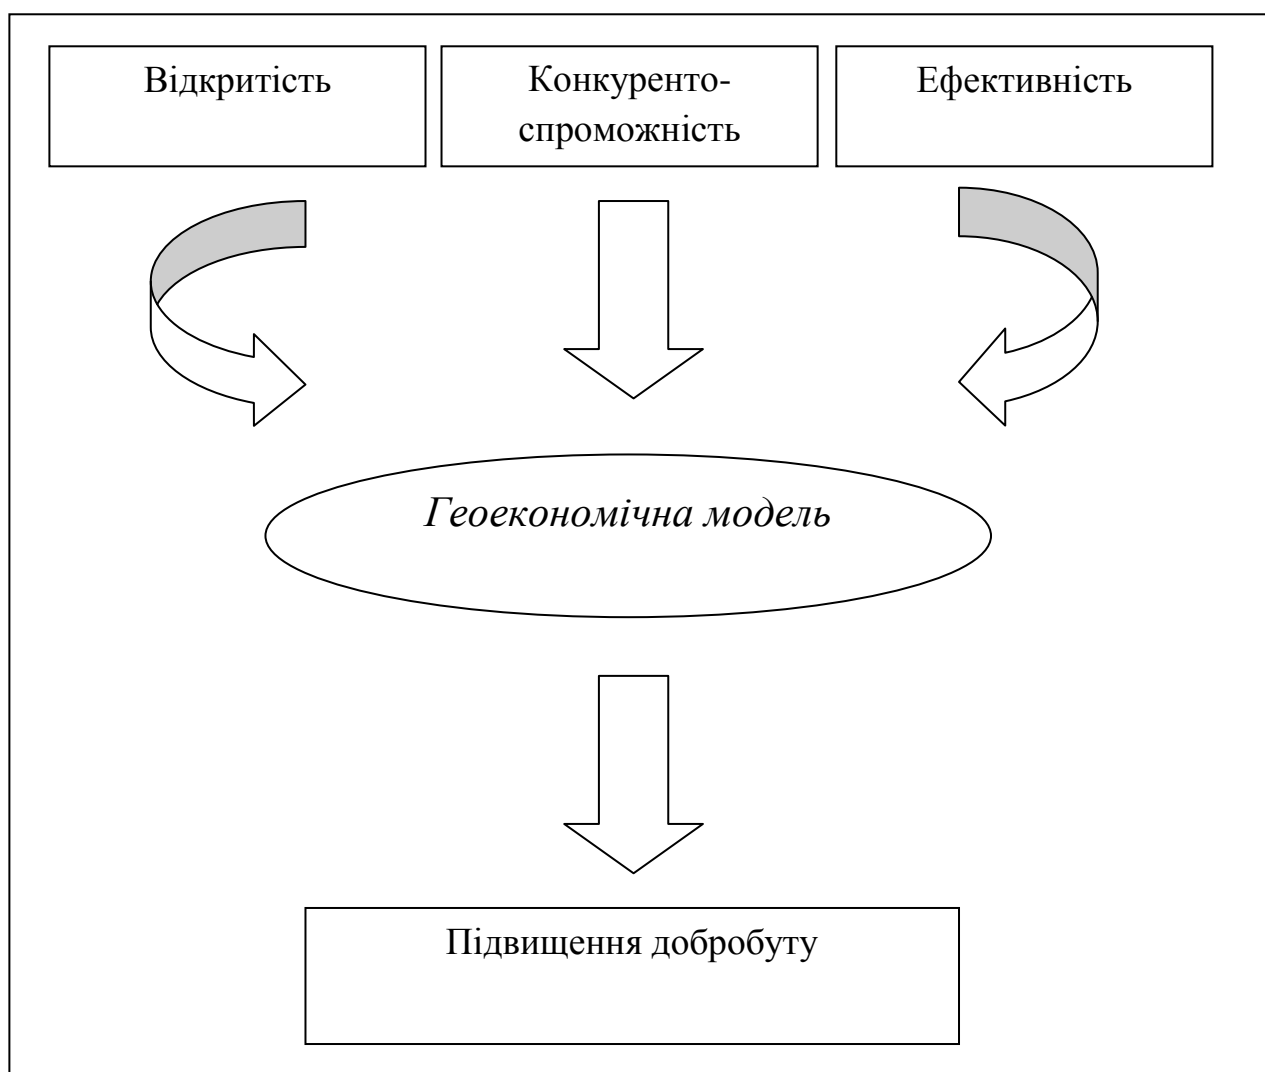 Відкритість
Конкуренто-
спроможність
Ефективність
Геоекономічна модель
Підвищення добробуту